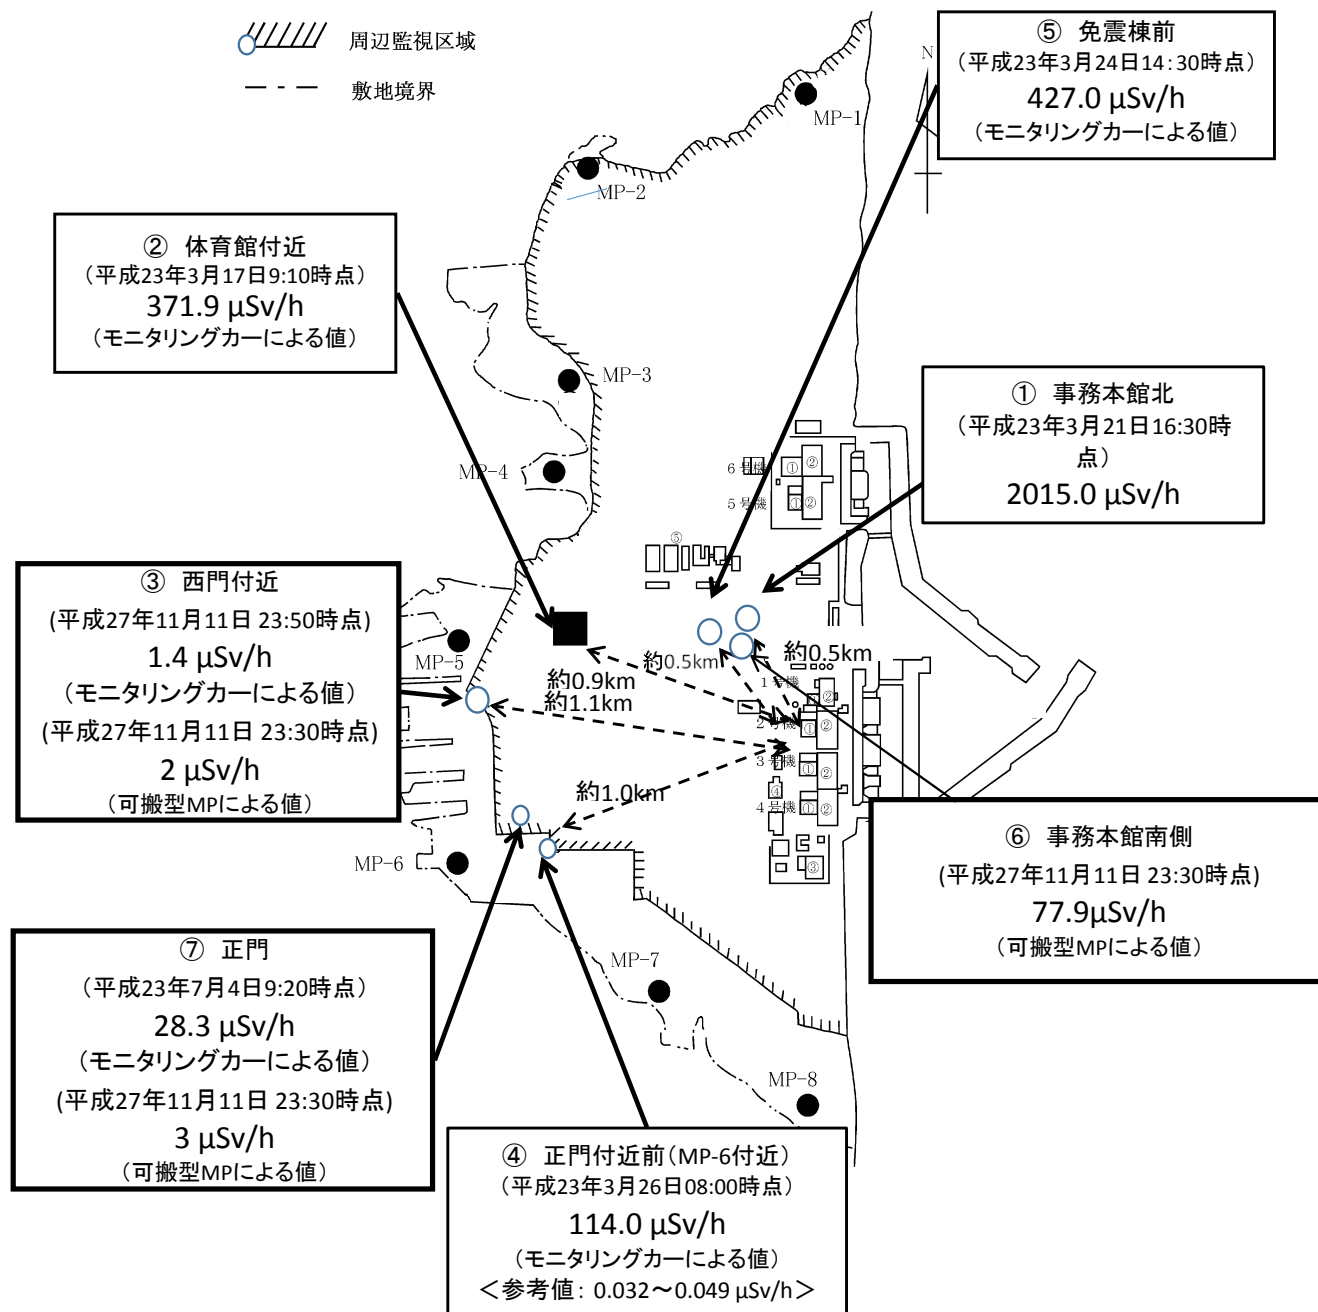 周辺監視区域
敷地境界
⑤ 免震棟前
(平成23年3月24日14:30時点)
427.0 μSv/h
(モニタリングカーによる値)
N
MP-1
MP-2
② 体育館付近
(平成23年3月17日9:10時点)
371.9 μSv/h
(モニタリングカーによる値)
MP-3
① 事務本館北
(平成23年3月21日16:30時
点)
2015.0 μSv/h
MP-4
6号機
①
②
5号機
①
②
⑤
③ 西門付近
(平成27年11月11日 23:50時点)
1.4 μSv/h
(モニタリングカーによる値)
(平成27年11月11日 23:30時点)
2 μSv/h
(可搬型MPによる値)
MP-5
約0.9km
約1.1km
約0.5km
約0.5km
1号機
②
2号機
①
②
3号機
①
②
④
4号機
①
②
③
約1.0km
MP-6
⑥ 事務本館南側
(平成27年11月11日 23:30時点)
77.9μSv/h
(可搬型MPによる値)
⑦ 正門
(平成23年7月4日9:20時点)
28.3 μSv/h
(モニタリングカーによる値)
(平成27年11月11日 23:30時点)
3 μSv/h
(可搬型MPによる値)
MP-7
MP-8
④ 正門付近前(MP-6付近)
(平成23年3月26日08:00時点)
114.0 μSv/h
(モニタリングカーによる値)
<参考値: 0.032~0.049 μSv/h>